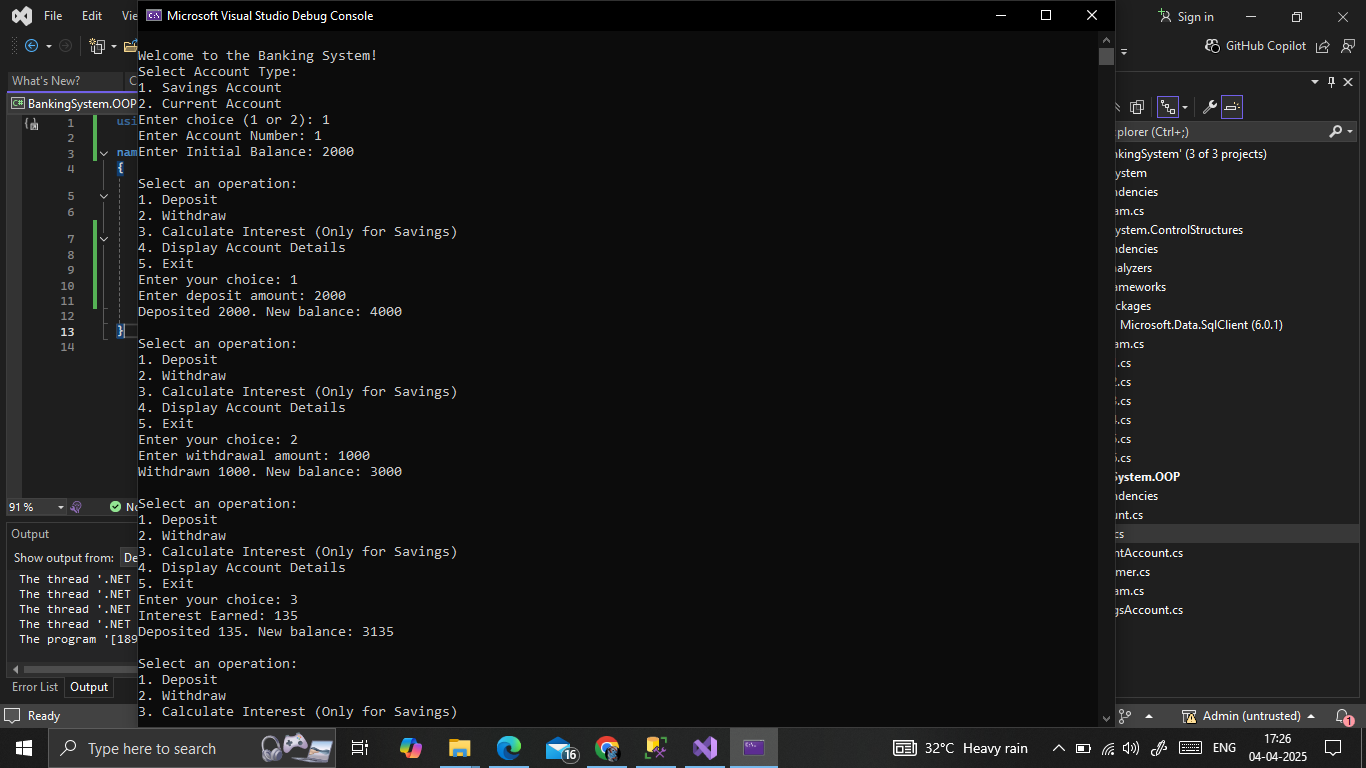 File Edit Vie
Microsoft Visual Studio Debug Console
Sign in
GitHub Copilot
What's New?
C# BankingSystem.OOP
1 usi
2
3 nam
4 {
5
6
7
8
9
10
11
12
13 }
14
91 %
No
Output
Show output from: De
The thread '.NET
The thread '.NET
The thread '.NET
The thread '.NET
The program '[189
Error List Output
Ready
Welcome to the Banking System!
Select Account Type:
1. Savings Account
2. Current Account
Enter choice (1 or 2): 1
Enter Account Number: 1
Enter Initial Balance: 2000
Select an operation:
1. Deposit
2. Withdraw
3. Calculate Interest (Only for Savings)
4. Display Account Details
5. Exit
Enter your choice: 1
Enter deposit amount: 2000
Deposited 2000. New balance: 4000
Select an operation:
1. Deposit
2. Withdraw
3. Calculate Interest (Only for Savings)
4. Display Account Details
5. Exit
Enter your choice: 2
Enter withdrawal amount: 1000
Withdrawn 1000. New balance: 3000
Select an operation:
1. Deposit
2. Withdraw
3. Calculate Interest (Only for Savings)
4. Display Account Details
5. Exit
Enter your choice: 3
Interest Earned: 135
Deposited 135. New balance: 3135
Select an operation:
1. Deposit
2. Withdraw
3. Calculate Interest (Only for Savings)
plorer (Ctrl+;)
nkingSystem' (3 of 3 projects)
ystem
ndencies
am.cs
ystem.ControlStructures
ndencies
nalyzers
ameworks
ckages
Microsoft.Data.SqlClient (6.0.1)
am.cs
.cs
.cs
.cs
.cs
.cs
.cs
ystem.OOP
ndencies
unt.cs
cs
ntAccount.cs
mer.cs
am.cs
gsAccount.cs
Admin (untrusted)
1
Type here to search
16
32°C Heavy rain
ENG
17:26
04-04-2025